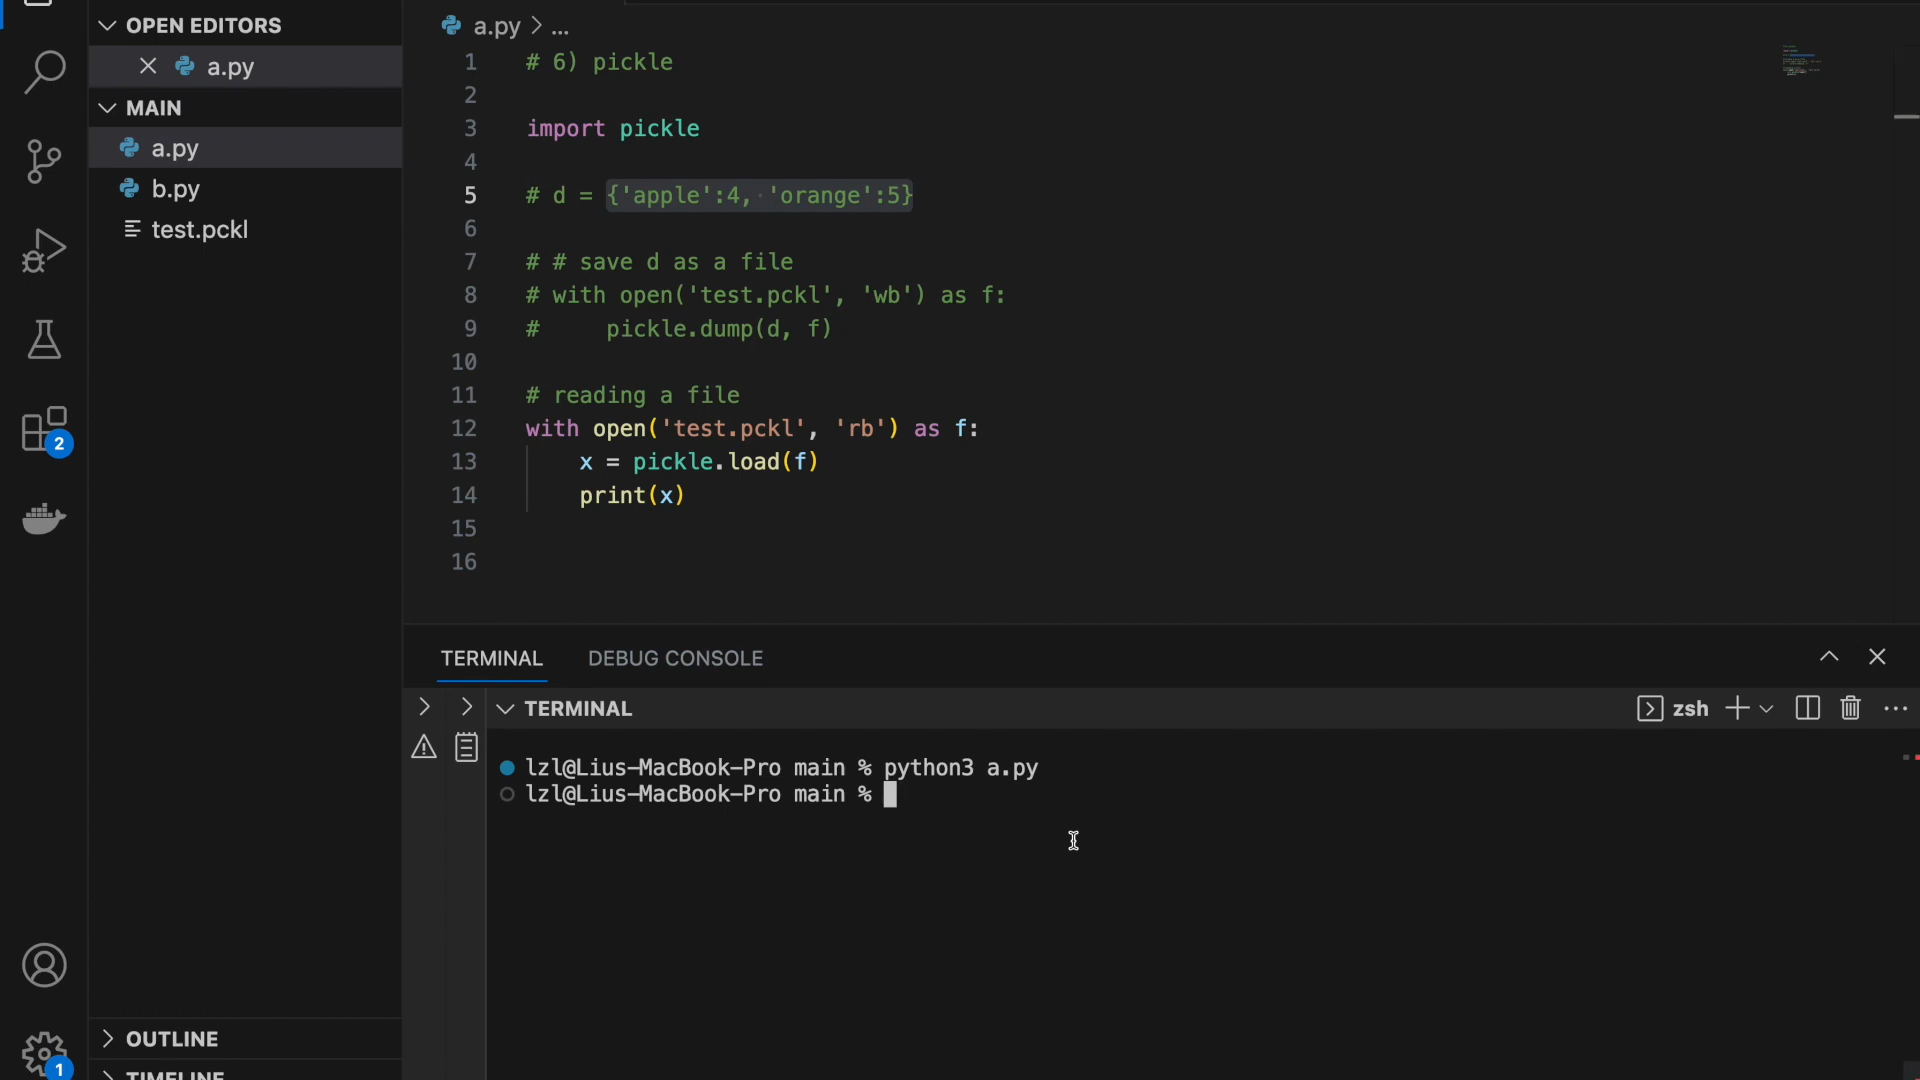 OPEN EDITORS
a.py
MAIN
a.py
b.py
test.pckl
OUTLINE
TIMELINE
2
1
a.py > ...
1 # 6) pickle
2
3 import pickle
4
5 # d = {'apple':4, 'orange':5}
6
7 # # save d as a file
8 # with open('test.pckl', 'wb') as f:
9 #     pickle.dump(d, f)
10
11 # reading a file
12 with open('test.pckl', 'rb') as f:
13     x = pickle.load(f)
14     print(x)
15
16
TERMINAL DEBUG CONSOLE
TERMINAL zsh
lzl@Lius-MacBook-Pro main % python3 a.py
lzl@Lius-MacBook-Pro main %